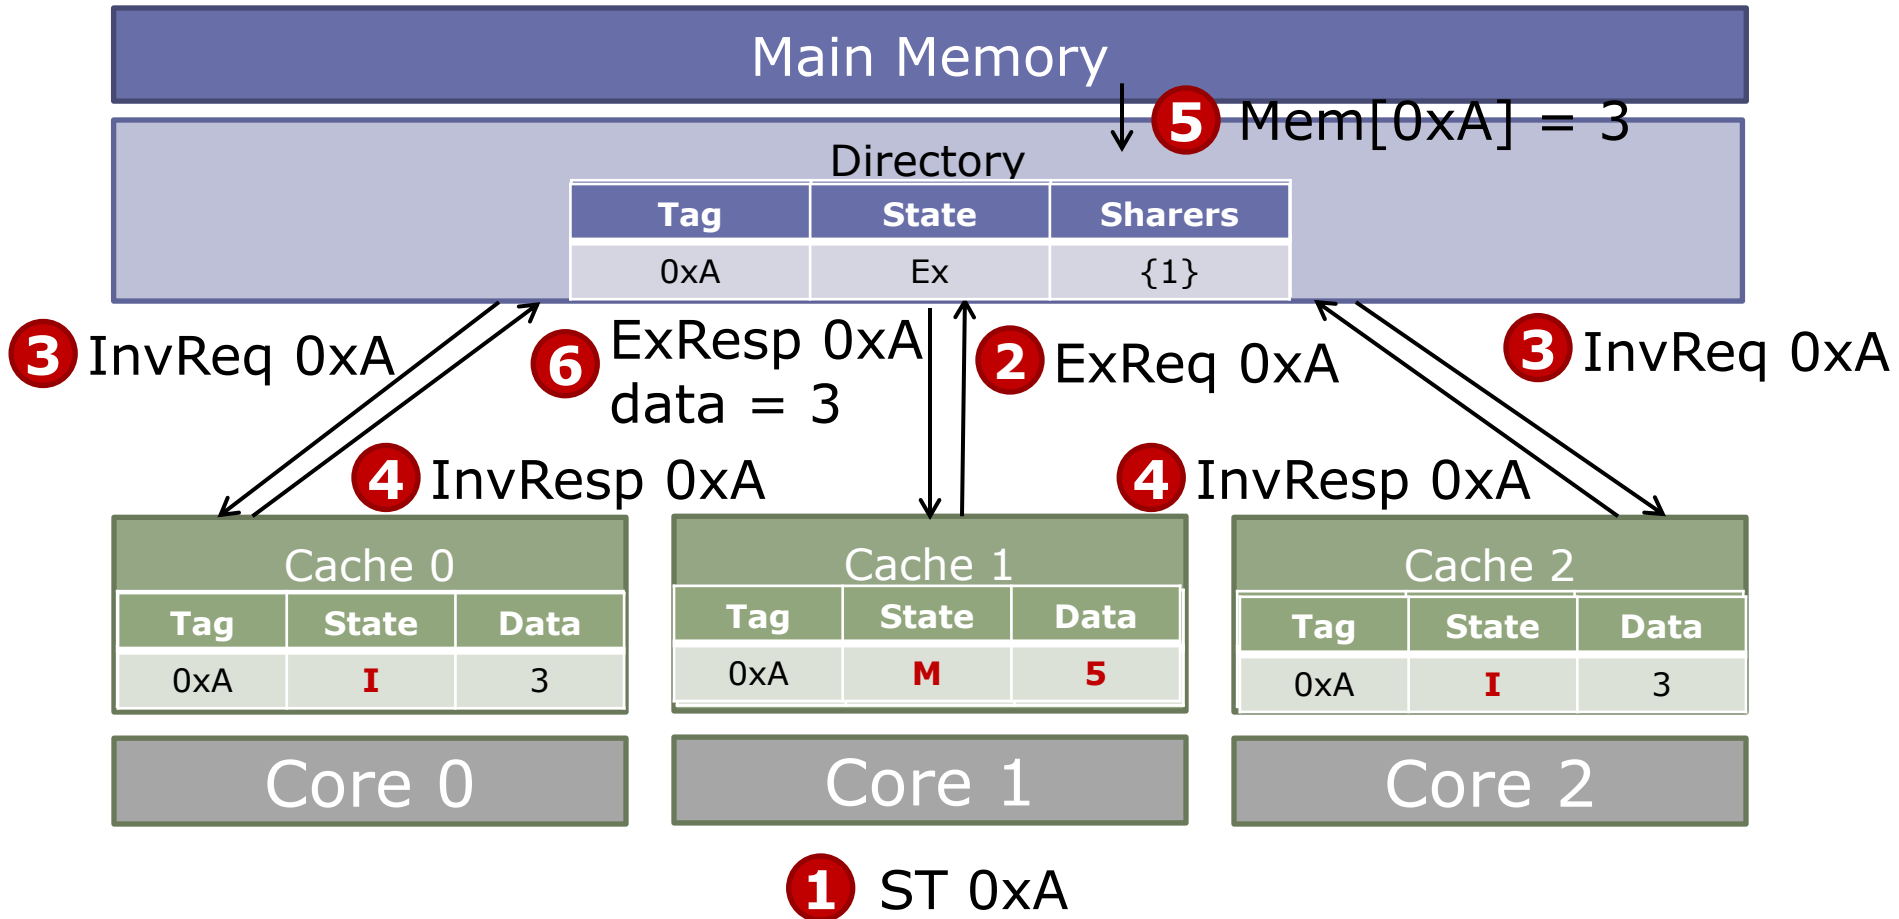 Main Memory
5 Mem[0xA] = 3
Directory
Tag State Sharers
0xA Ex {1}
3 InvReq 0xA
6 ExResp 0xA
data = 3
2 ExReq 0xA
3 InvReq 0xA
4 InvResp 0xA
4 InvResp 0xA
Cache 0
Tag State Data
0xA I 3
Cache 1
Tag State Data
0xA M 5
Cache 2
Tag State Data
0xA I 3
Core 0
Core 1
Core 2
1 ST 0xA